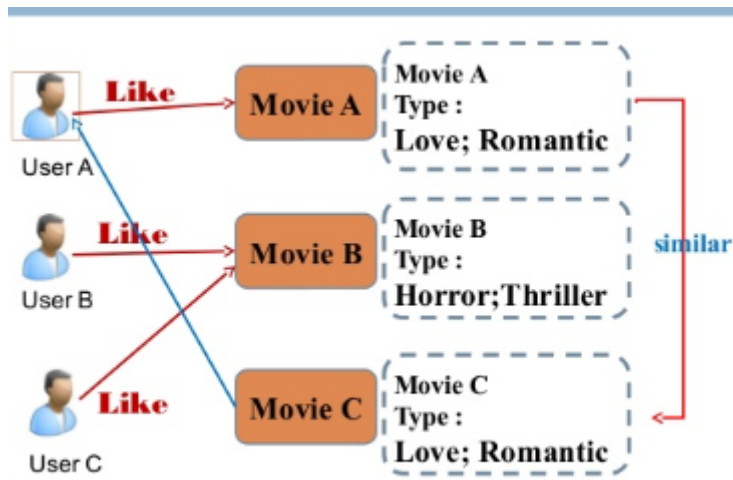 Like
Movie A
Movie A
Type :
Love; Romantic
User A
Like
Movie B
Movie B
Type :
Horror;Thriller
similar
User B
Like
Movie C
Movie C
Type :
Love; Romantic
User C